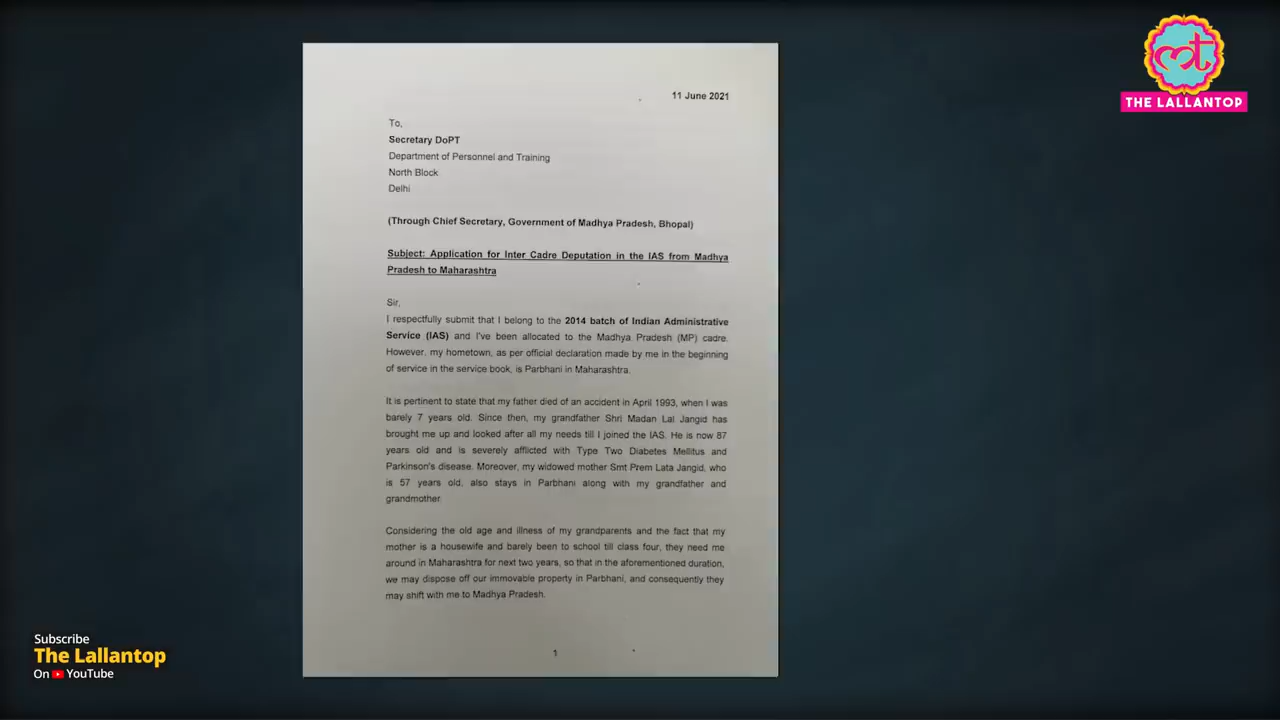 11 June 2021
To,
Secretary DoPT
Department of Personnel and Training
North Block
Delhi
(Through Chief Secretary, Government of Madhya Pradesh, Bhopal)
Subject: Application for Inter Cadre Deputation in the IAS from Madhya
Pradesh to Maharashtra
Sir,
I respectfully submit that I belong to the 2014 batch of Indian Administrative
Service (IAS) and I've been allocated to the Madhya Pradesh (MP) cadre.
However, my hometown, as per official declaration made by me in the beginning
of service in the service book, is Parbhani in Maharashtra.
It is pertinent to state that my father died of an accident in April 1993, when I was
barely 7 years old. Since then, my grandfather Shri Madan Lal Jangid has
brought me up and looked after all my needs till I joined the IAS. He is now 87
years old and is severely afflicted with Type Two Diabetes Mellitus and
Parkinson's disease. Moreover, my widowed mother Smt Prem Lata Jangid, who
is 57 years old, also stays in Parbhani along with my grandfather and
grandmother.
Considering the old age and illness of my grandparents and the fact that my
mother is a housewife and barely been to school till class four, they need me
around in Maharashtra for next two years, so that in the aforementioned duration,
we may dispose off our immovable property in Parbhani, and consequently they
may shift with me to Madhya Pradesh.
1
लt
THE LALLANTOP
Subscribe
The Lallantop
On YouTube